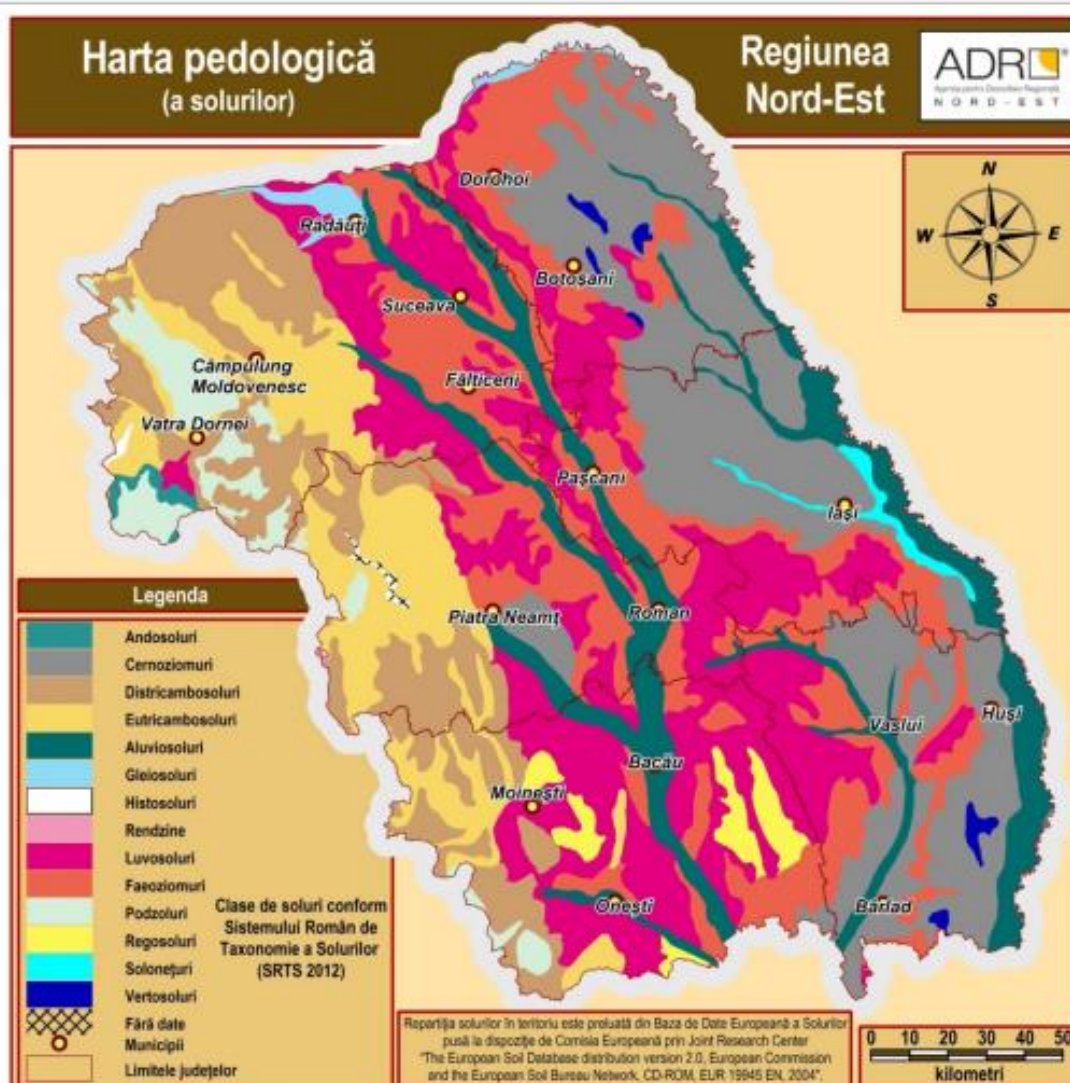 Harta pedologică
(a solurilor)
Regiunea
Nord-Est
ADR
Agenția pentru Dezvoltare Regională
NORD-EST
N
W
E
S
Dorohoi
Rădăuți
Botoșani
Suceava
Câmpulung
Moldovenesc
Fălticeni
Vatra Dornei
Pașcani
Iași
Piatra Neamț
Roman
Vaslui
Huși
Bacău
Moinești
Onești
Bârlad
Legenda
Andosoluri
Cernoziomuri
Districambosoluri
Eutricambosoluri
Aluviosoluri
Gleiosoluri
Histosoluri
Rendzine
Luvosoluri
Faeoziomuri
Podzoluri
Regosoluri
Solonețuri
Vertosoluri
Fără date
Municipii
Limitele județelor
Clase de soluri conform
Sistemului Român de
Taxonomie a Solurilor
(SRTS 2012)
Repartiția solurilor în teritoriu este preluată din Baza de Date Europeană a Solurilor
pusă la dispoziție de Comisia Europeană prin Joint Research Center
"The European Soil Database distribution version 2.0, European Commission
and the European Soil Bureau Network, CD-ROM, EUR 19945 EN, 2004".
0 10 20 30 40 50
kilometri